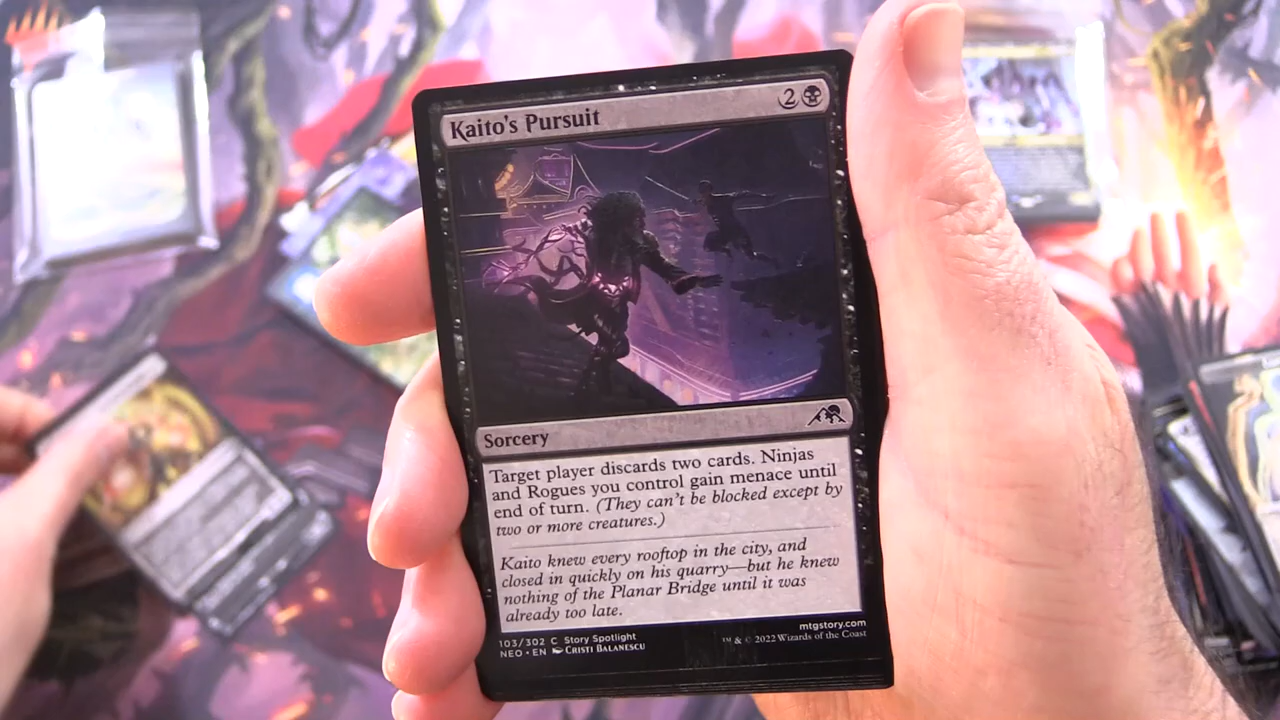 Kaito's Pursuit 2
Sorcery
Target player discards two cards. Ninjas
and Rogues you control gain menace until
end of turn. (They can't be blocked except by
two or more creatures.)
Kaito knew every rooftop in the city, and
closed in quickly on his quarry—but he knew
nothing of the Planar Bridge until it was
already too late.
103/302 C Story Spotlight
NEO • EN Cristi Balanescu
mtgstory.com
™ & © 2022 Wizards of the Coast